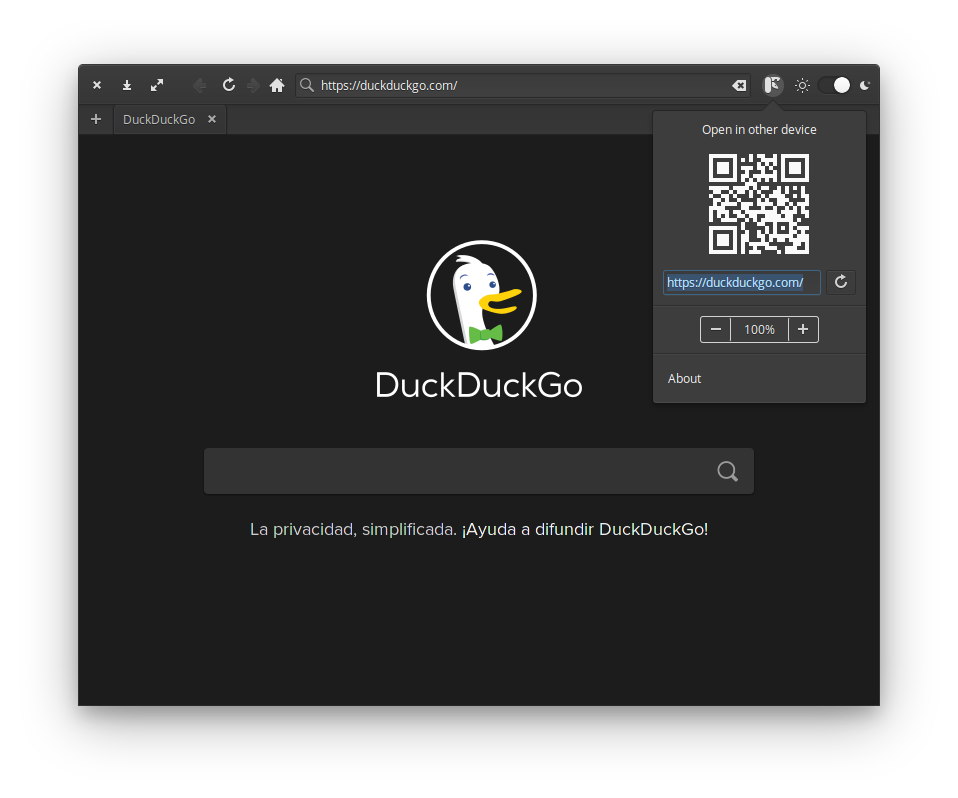 https://duckduckgo.com/
DuckDuckGo
Open in other device
https://duckduckgo.com/
100%
About
DuckDuckGo
La privacidad, simplificada. ¡Ayuda a difundir DuckDuckGo!